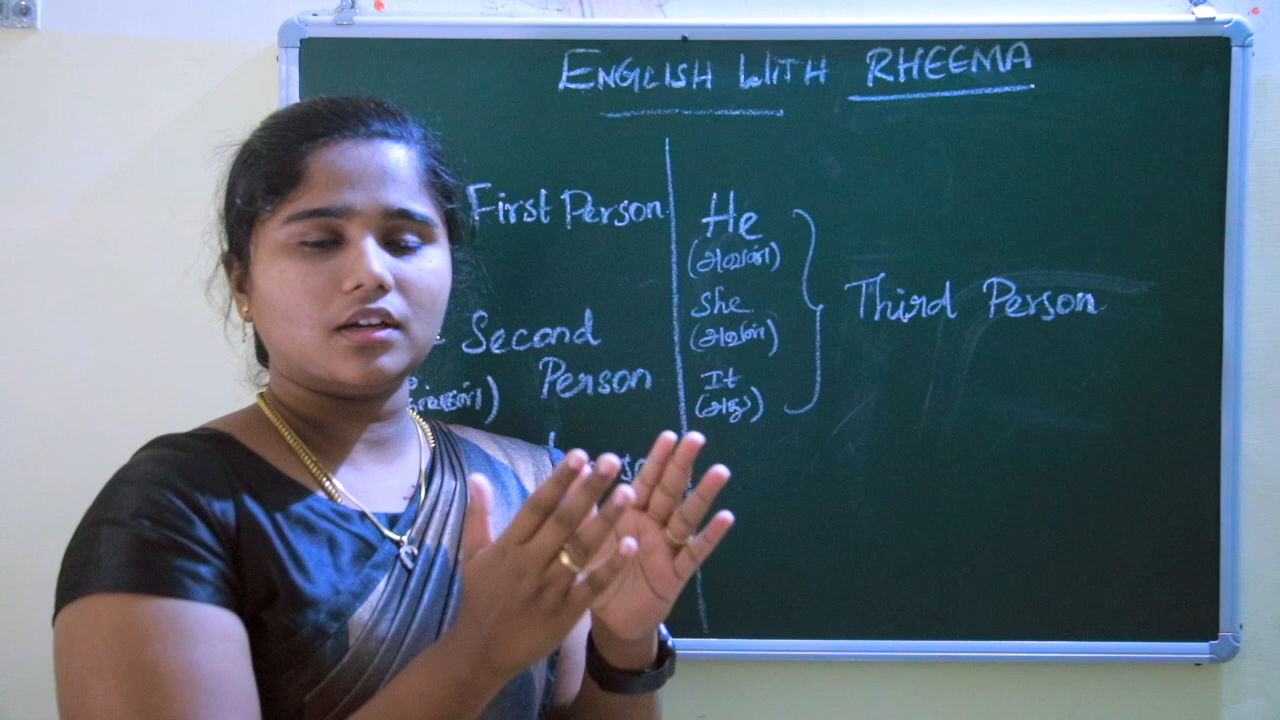 ENGLISH WITH RHEEMA
First Person
- Second
Person
He
(அவன்)
She
(அவள்)
It
(அது)
Third Person